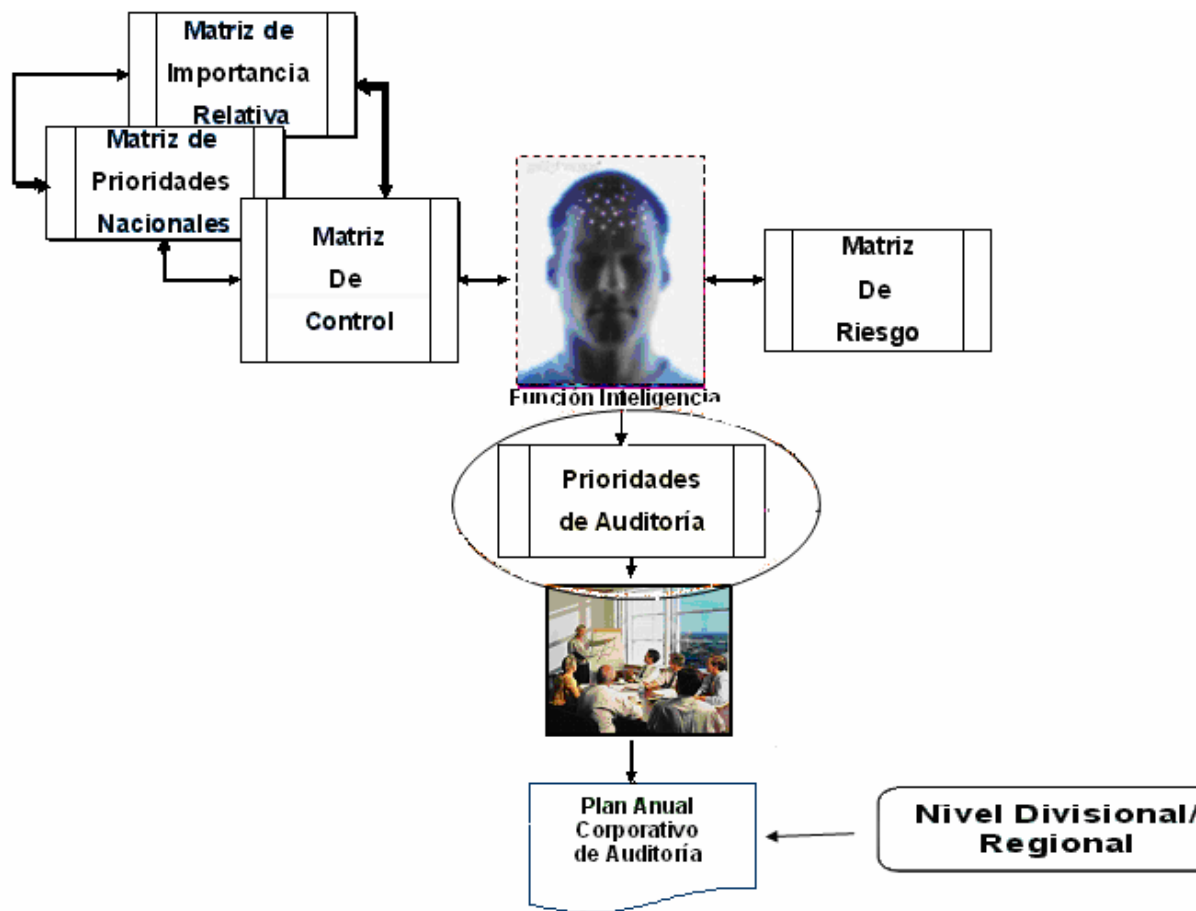 Matriz de
Importancia
Relativa
Matriz de
Prioridades
Nacionales
Matriz
De
Control
Matriz
De
Riesgo
Función Inteligencia
Prioridades
de Auditoría
Plan Anual
Corporativo
de Auditoría
Nivel Divisional/
Regional